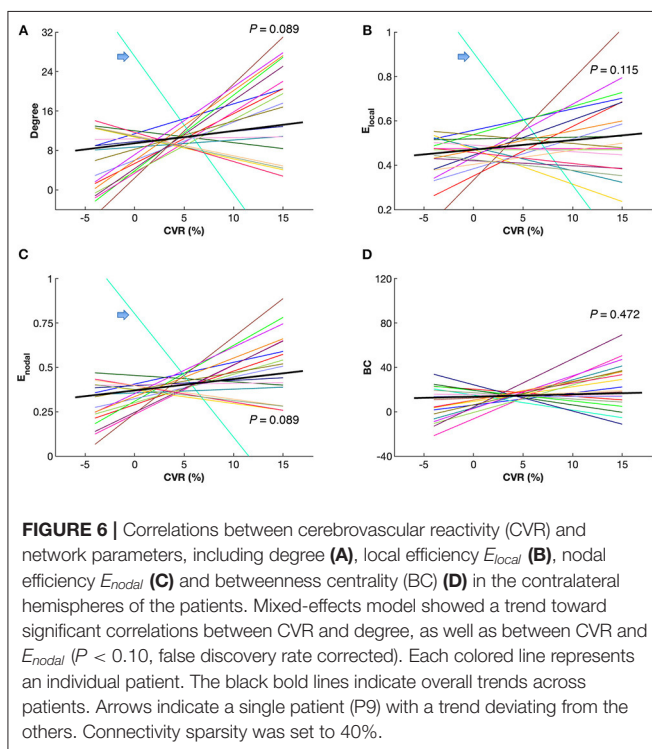 A
P = 0.089
32
24
16
8
0
Degree
-5
0
5
10
15
CVR (%)
B
P = 0.115
1
0.8
0.6
0.4
0.2
E_local
-5
0
5
10
15
CVR (%)
C
1
0.75
0.5
0.25
0
E_nodal
P = 0.089
-5
0
5
10
15
CVR (%)
D
P = 0.472
120
80
40
0
-40
BC
-5
0
5
10
15
CVR (%)
FIGURE 6 | Correlations between cerebrovascular reactivity (CVR) and
network parameters, including degree (A), local efficiency E_local (B), nodal
efficiency E_nodal (C) and betweenness centrality (BC) (D) in the contralateral
hemispheres of the patients. Mixed-effects model showed a trend toward
significant correlations between CVR and degree, as well as between CVR and
E_nodal (P < 0.10, false discovery rate corrected). Each colored line represents
an individual patient. The black bold lines indicate overall trends across
patients. Arrows indicate a single patient (P9) with a trend deviating from the
others. Connectivity sparsity was set to 40%.